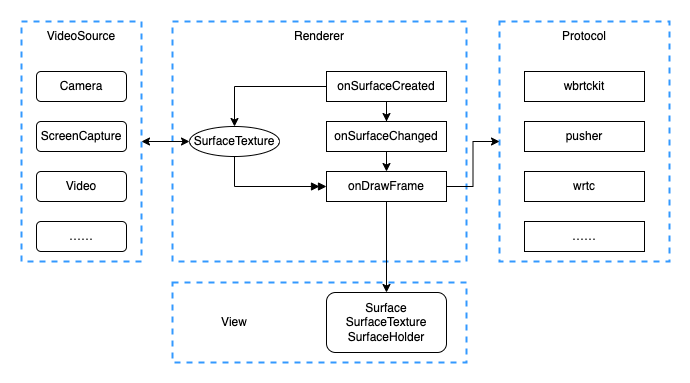 VideoSource
Camera
ScreenCapture
Video
……
Renderer
onSurfaceCreated
SurfaceTexture
onSurfaceChanged
onDrawFrame
Protocol
wbrtckit
pusher
wrtc
……
View
Surface
SurfaceTexture
SurfaceHolder